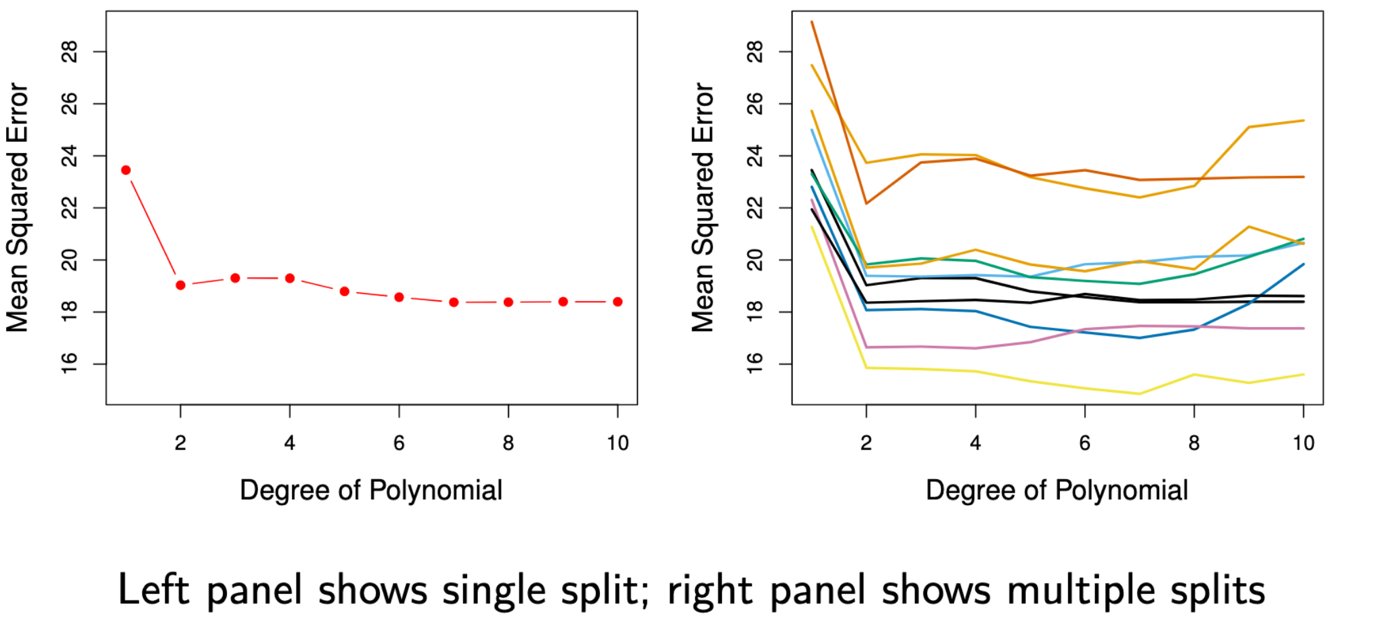 Mean Squared Error
28
26
24
22
20
18
16
2 4 6 8 10
Degree of Polynomial
Mean Squared Error
28
26
24
22
20
18
16
2 4 6 8 10
Degree of Polynomial
Left panel shows single split; right panel shows multiple splits